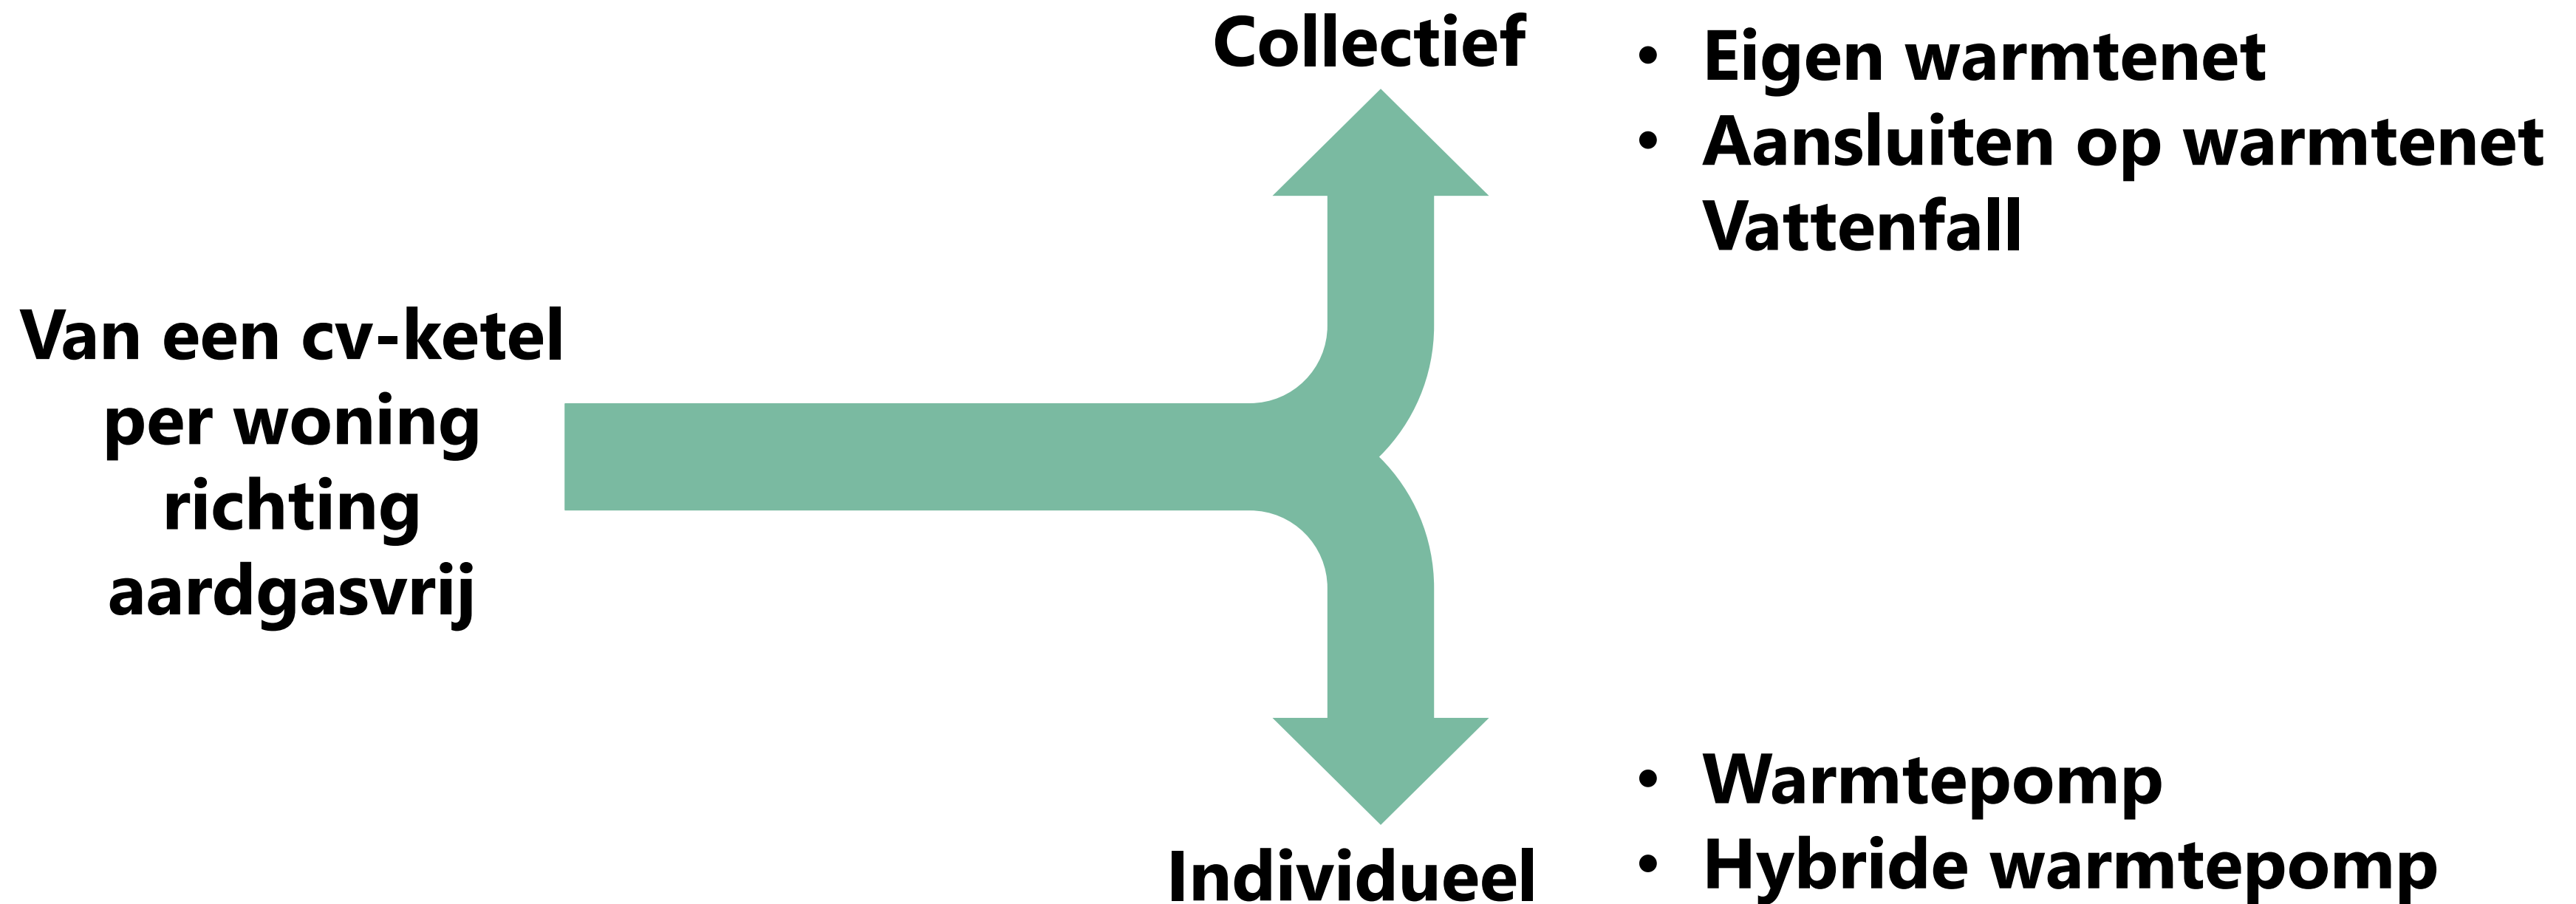 Van een cv-ketel
per woning
richting
aardgasvrij
Collectief
• Eigen warmtenet
• Aansluiten op warmtenet
Vattenfall
Individueel
• Warmtepomp
• Hybride warmtepomp